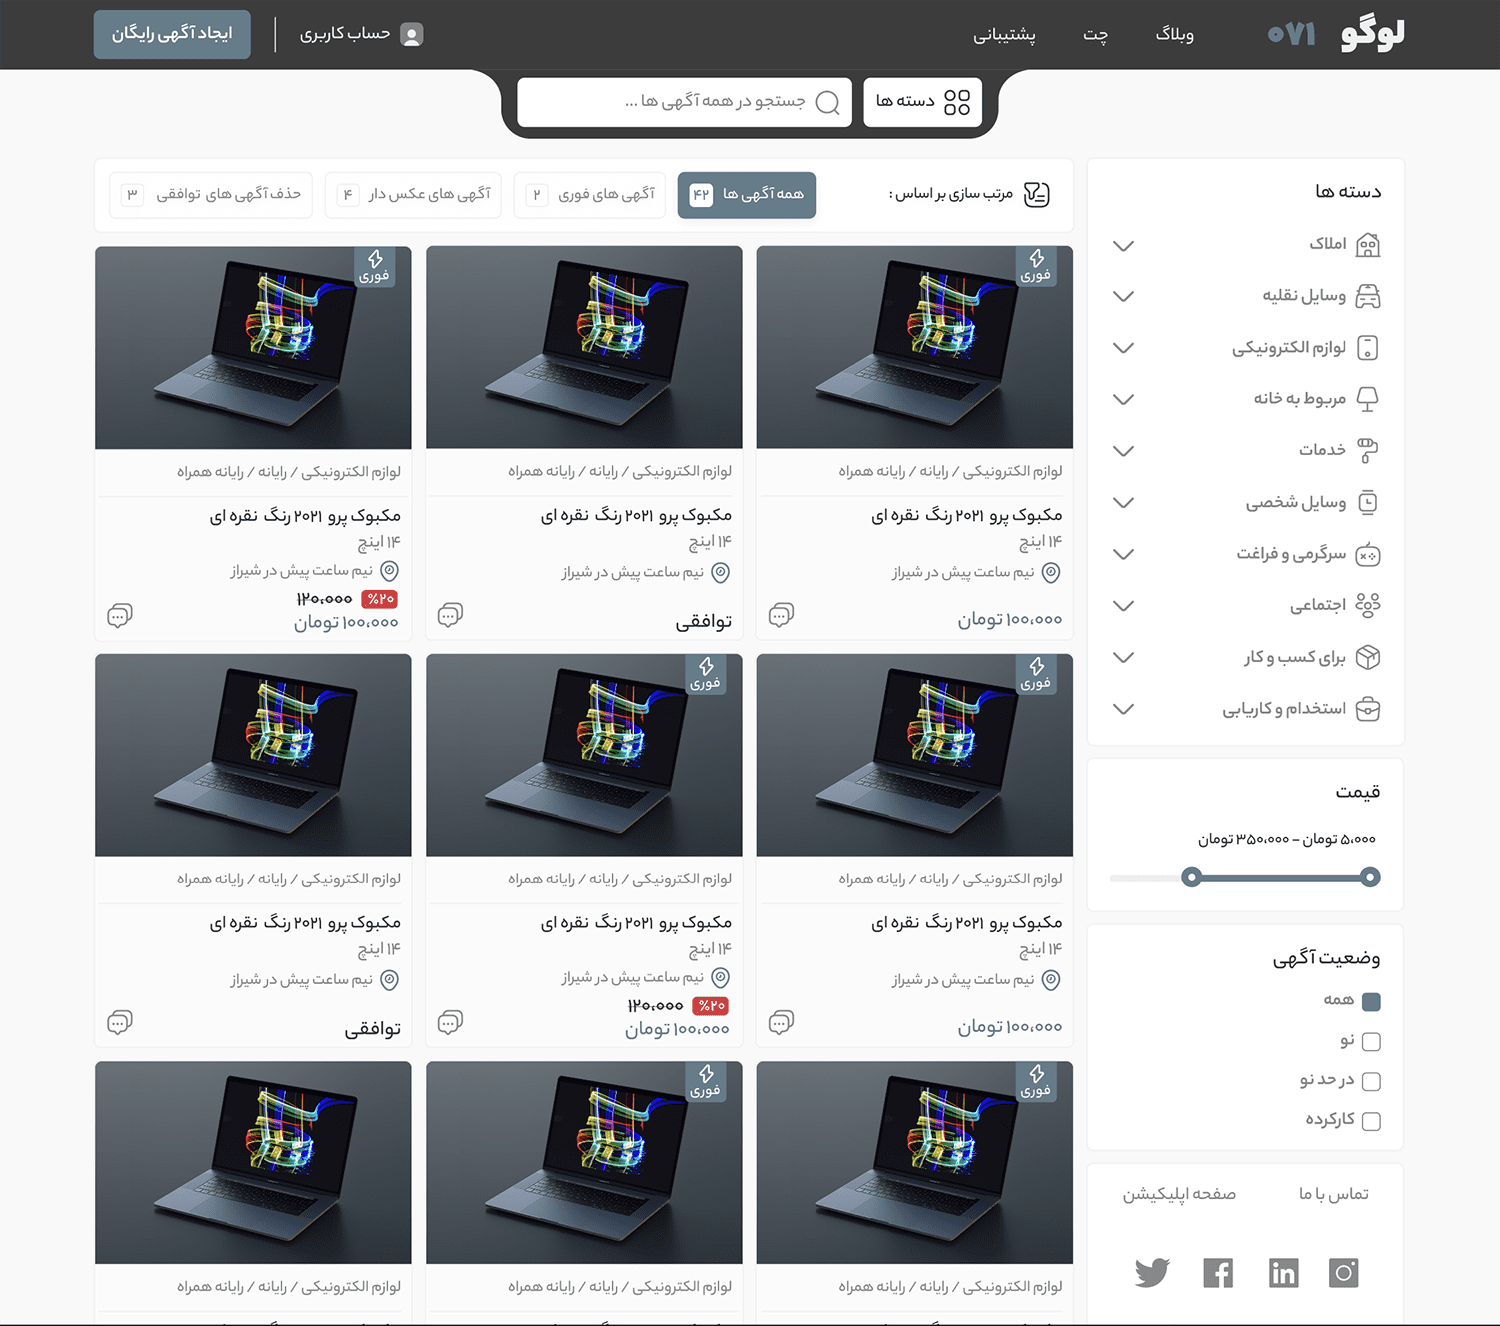 لوگو ۰۷۱
وبلاگ
چت
پشتیبانی
حساب کاربری
ایجاد آگهی رایگان
دسته ها
جستجو در همه آگهی ها ...
دسته ها
املاک
وسایل نقلیه
لوازم الکترونیکی
مربوط به خانه
خدمات
وسایل شخصی
سرگرمی و فراغت
اجتماعی
برای کسب و کار
استخدام و کاریابی
قیمت
۵،۰۰۰ تومان – ۳۵۰،۰۰۰ تومان
وضعیت آگهی
همه
نو
در حد نو
کارکرده
تماس با ما
صفحه اپلیکیشن
مرتب سازی بر اساس :
همه آگهی ها ۴۲
آگهی های فوری ۲
آگهی های عکس دار ۴
حذف آگهی های توافقی ۳
فوری
لوازم الکترونیکی / رایانه / رایانه همراه
مکبوک پرو ۲۰۲۱ رنگ نقره ای
۱۴ اینچ
نیم ساعت پیش در شیراز
۱۰۰،۰۰۰ تومان
لوازم الکترونیکی / رایانه / رایانه همراه
مکبوک پرو ۲۰۲۱ رنگ نقره ای
۱۴ اینچ
نیم ساعت پیش در شیراز
توافقی
فوری
لوازم الکترونیکی / رایانه / رایانه همراه
مکبوک پرو ۲۰۲۱ رنگ نقره ای
۱۴ اینچ
نیم ساعت پیش در شیراز
%۲۰ ۱۲۰،۰۰۰
۱۰۰،۰۰۰ تومان
فوری
لوازم الکترونیکی / رایانه / رایانه همراه
مکبوک پرو ۲۰۲۱ رنگ نقره ای
۱۴ اینچ
نیم ساعت پیش در شیراز
۱۰۰،۰۰۰ تومان
فوری
لوازم الکترونیکی / رایانه / رایانه همراه
مکبوک پرو ۲۰۲۱ رنگ نقره ای
۱۴ اینچ
نیم ساعت پیش در شیراز
%۲۰ ۱۲۰،۰۰۰
۱۰۰،۰۰۰ تومان
لوازم الکترونیکی / رایانه / رایانه همراه
مکبوک پرو ۲۰۲۱ رنگ نقره ای
۱۴ اینچ
نیم ساعت پیش در شیراز
توافقی
فوری
لوازم الکترونیکی / رایانه / رایانه همراه
فوری
لوازم الکترونیکی / رایانه / رایانه همراه
لوازم الکترونیکی / رایانه / رایانه همراه